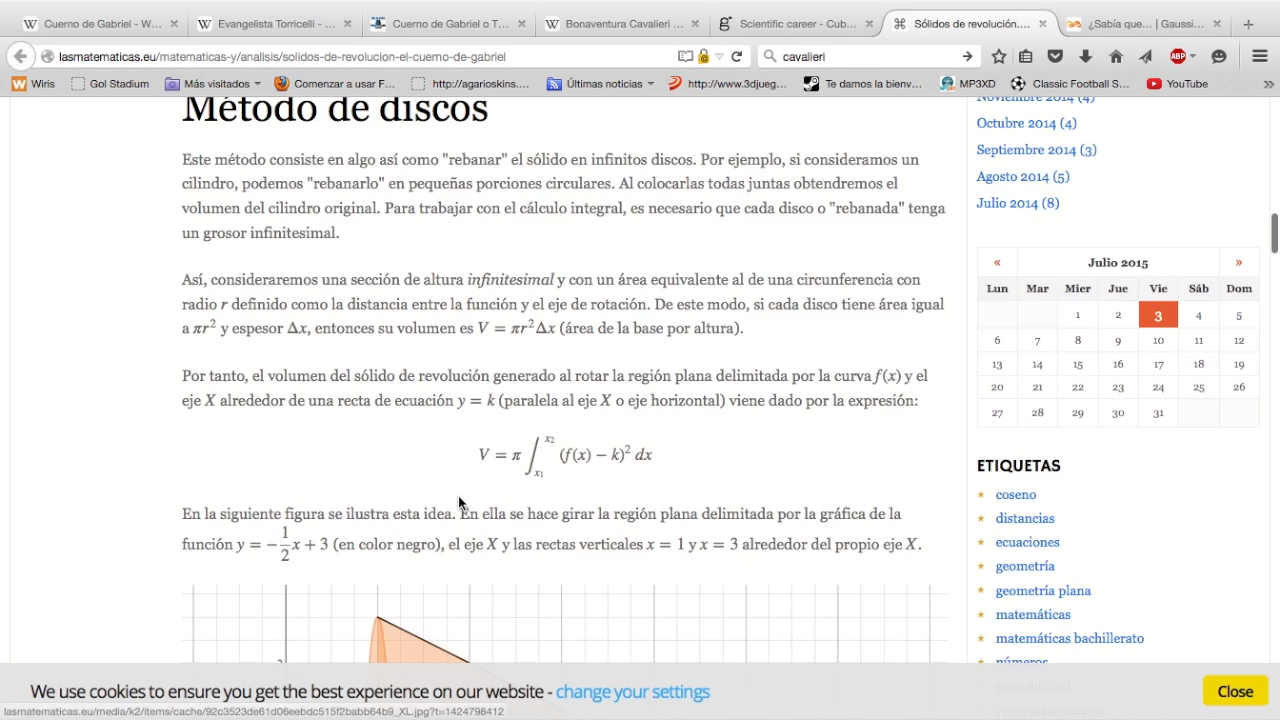 Cuerno de Gabriel - W...
Evangelista Torricelli - ...
Cuerno de Gabriel o T...
Bonaventura Cavalieri ...
Scientific career - Cub...
Sólidos de revolución....
¿Sabía que... | Gaussi...
lasmatematicas.eu/matematicas-y/analisis/solidos-de-revolucion-el-cuerno-de-gabriel
cavalieri
ABP
Wiris
Gol Stadium
Más visitados
Comenzar a usar F...
http://agarioskins....
Últimas noticias
http://www.3djueg...
Te damos la bienv...
MP3XD
Classic Football S...
YouTube
Método de discos
Este método consiste en algo así como "rebanar" el sólido en infinitos discos. Por ejemplo, si consideramos un
cilindro, podemos "rebanarlo" en pequeñas porciones circulares. Al colocarlas todas juntas obtendremos el
volumen del cilindro original. Para trabajar con el cálculo integral, es necesario que cada disco o "rebanada" tenga
un grosor infinitesimal.
Así, consideraremos una sección de altura infinitesimal y con un área equivalente al de una circunferencia con
radio r definido como la distancia entre la función y el eje de rotación. De este modo, si cada disco tiene área igual
a πr² y espesor Δx, entonces su volumen es V = πr²Δx (área de la base por altura).
Por tanto, el volumen del sólido de revolución generado al rotar la región plana delimitada por la curva f(x) y el
eje X alrededor de una recta de ecuación y = k (paralela al eje X o eje horizontal) viene dado por la expresión:
V = π ∫_{x₁}^{x₂} (f(x) − k)² dx
En la siguiente figura se ilustra esta idea. En ella se hace girar la región plana delimitada por la gráfica de la
función y = −1/2 x + 3 (en color negro), el eje X y las rectas verticales x = 1 y x = 3 alrededor del propio eje X.
Noviembre 2014 (4)
Octubre 2014 (4)
Septiembre 2014 (3)
Agosto 2014 (5)
Julio 2014 (8)
« Julio 2015 »
Lun Mar Mier Jue Vie Sáb Dom
1 2 3 4 5
6 7 8 9 10 11 12
13 14 15 16 17 18 19
20 21 22 23 24 25 26
27 28 29 30 31
ETIQUETAS
coseno
distancias
ecuaciones
geometría
geometría plana
matemáticas
matemáticas bachillerato
números
probabilidad
We use cookies to ensure you get the best experience on our website - change your settings
Close
lasmatematicas.eu/media/k2/items/cache/92c3523de61d06eebdc515f2babb64b9_XL.jpg?t=1424798412